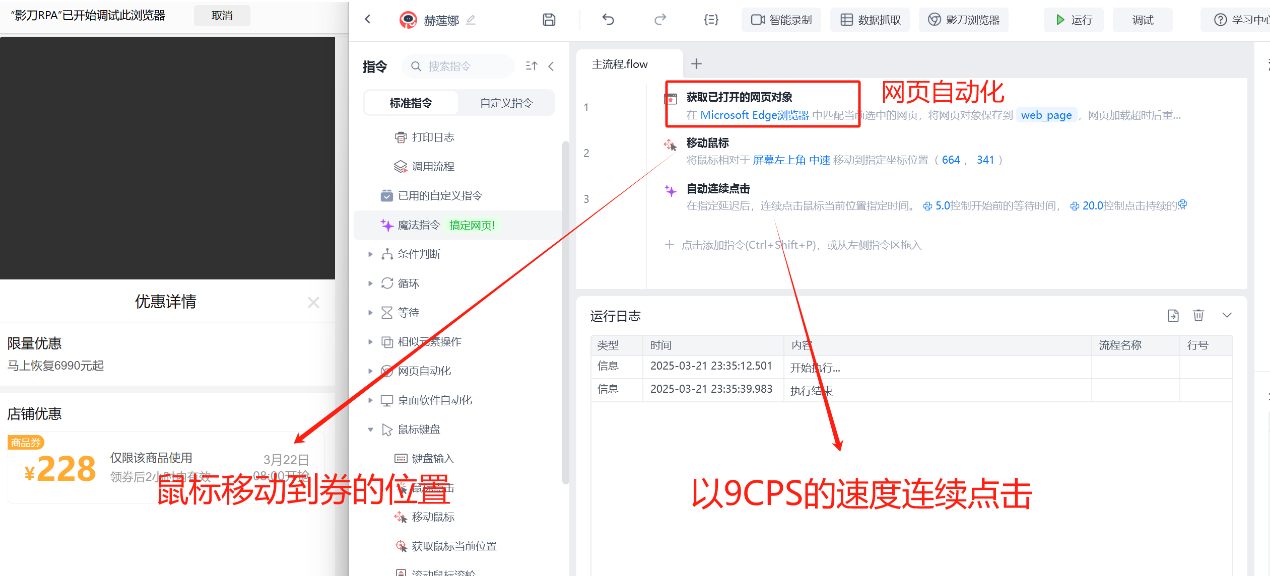 “影刀RPA”已开始调试此浏览器
取消
优惠详情
限量优惠
马上恢复6990元起
店铺优惠
商品券
¥228
仅限该商品使用
领券后2小时内有效
3月22日
08:00开抢
鼠标移动到券的位置
赫莲娜
智能录制
数据抓取
影刀浏览器
运行
调试
学习中心
指令
搜索指令
标准指令
自定义指令
打印日志
调用流程
已用的自定义指令
魔法指令 搞定网页!
条件判断
循环
等待
相似元素操作
网页自动化
桌面软件自动化
鼠标键盘
键盘输入
鼠标点击
移动鼠标
获取鼠标当前位置
滚动鼠标滚轮
主流程.flow
1
获取已打开的网页对象
在 Microsoft Edge浏览器 中匹配当前选中的网页，将网页对象保存到 web_page ，网页加载超时后重...
网页自动化
2
移动鼠标
将鼠标相对于 屏幕左上角 中速 移动到指定坐标位置（ 664 ， 341 ）
3
自动连续点击
在指定延迟后，连续点击鼠标当前位置指定时间。 5.0控制开始前的等待时间， 20.0控制点击持续的
点击添加指令(Ctrl+Shift+P)，或从左侧指令区拖入
运行日志
类型 时间 内容 流程名称 行号
信息 2025-03-21 23:35:12.501 开始执行...
信息 2025-03-21 23:35:39.983 执行结束
以9CPS的速度连续点击